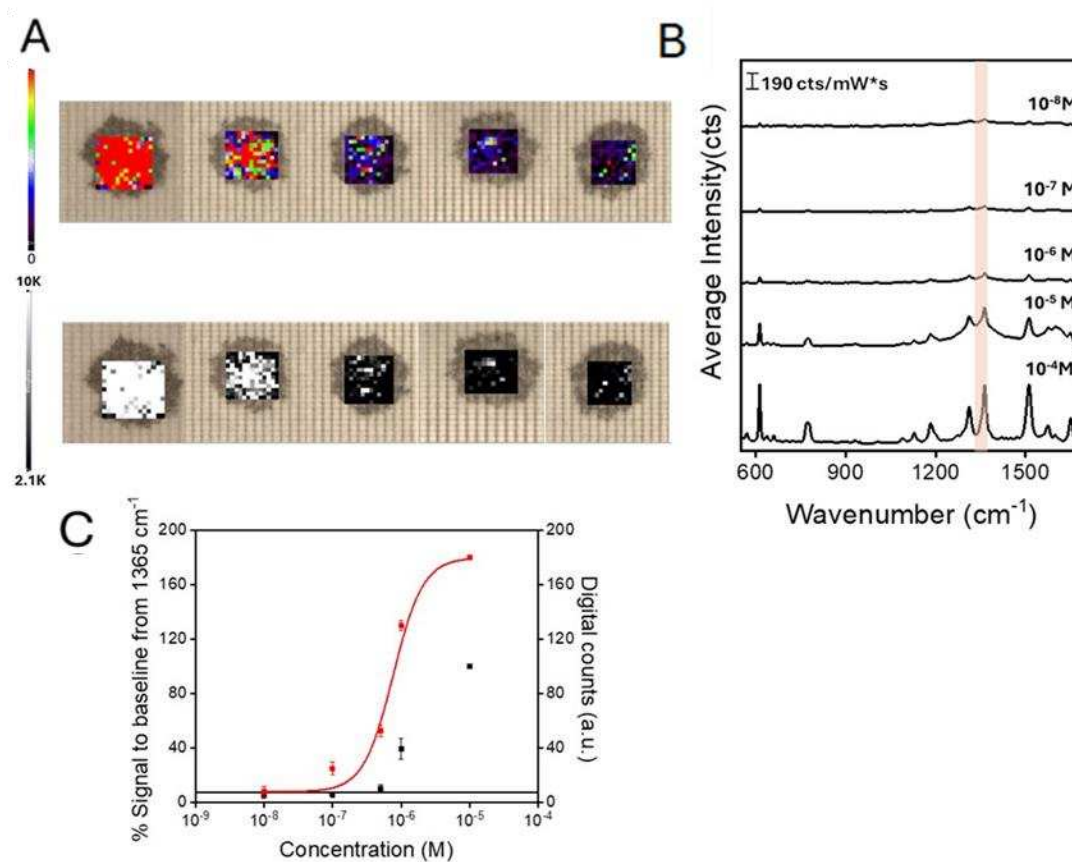 A
0
10K
2.1K
B
190 cts/mW*s
10-8M
10-7 M
10-6 M
10-5 M
10-4M
Average Intensity(cts)
600 900 1200 1500
Wavenumber (cm-1)
C
% Signal to baseline from 1365 cm-1
200 200
160 160
120 120
80 80
40 40
0 0
Digital counts (a.u.)
10-9 10-8 10-7 10-6 10-5 10-4
Concentration (M)